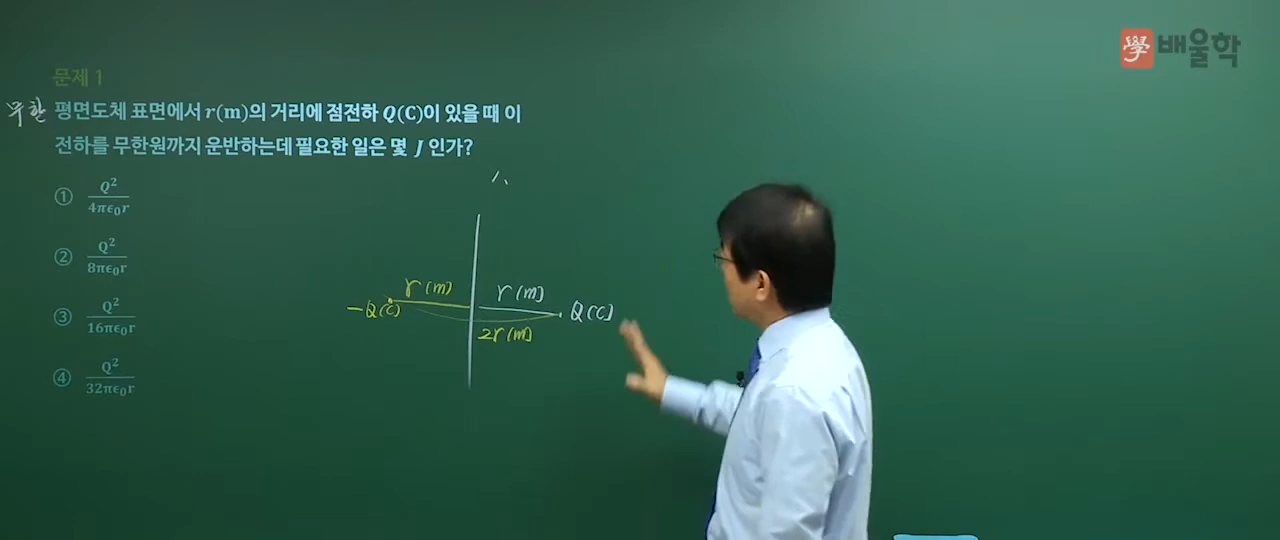 學 배울학
문제 1
무한 평면도체 표면에서 r(m)의 거리에 점전하 Q(C)이 있을 때 이
전하를 무한원까지 운반하는데 필요한 일은 몇 J 인가?
① Q²/4πϵ₀r
② Q²/8πϵ₀r
③ Q²/16πϵ₀r
④ Q²/32πϵ₀r
r(m) r(m)
-Q(C) Q(C)
2r(m)